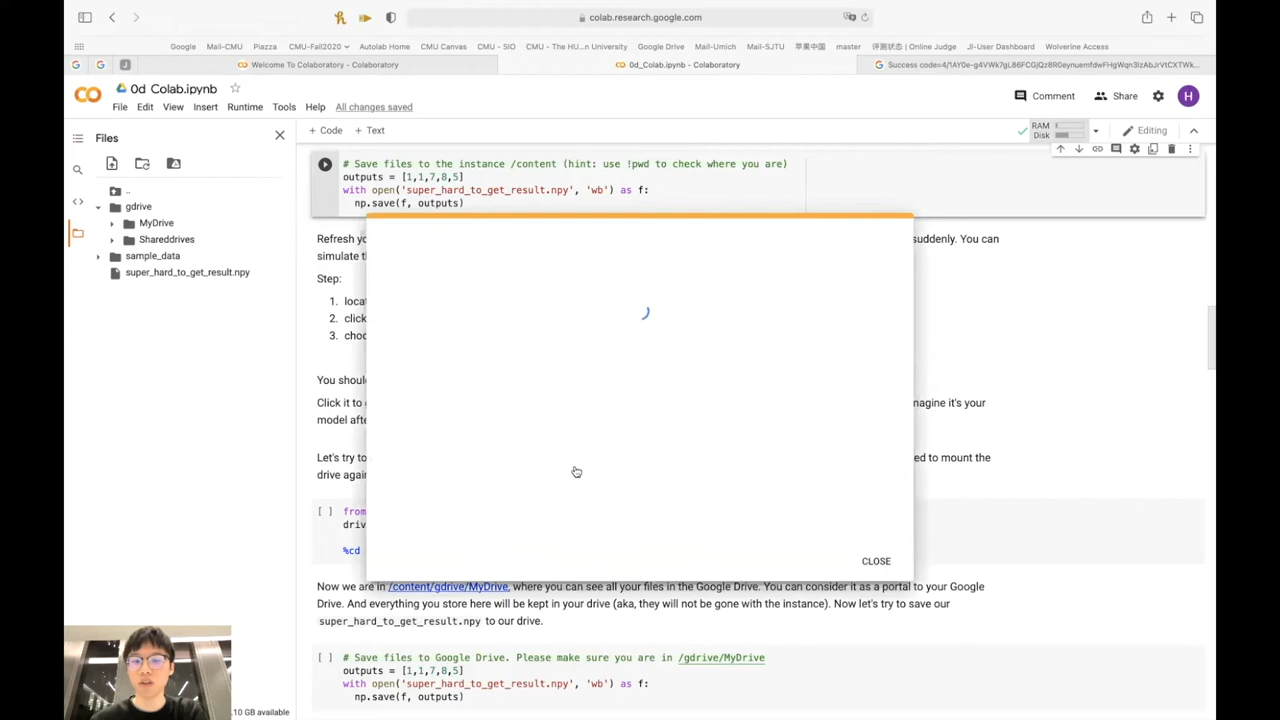 colab.research.google.com
Google Mail-CMU Piazza CMU-Fall2020 Autolab Home CMU Canvas CMU - SIO CMU - The HU...n University Google Drive Mail-Umich Mail-SJTU 苹果中国 master 评测状态 | Online Judge JI-User Dashboard Wolverine Access
Welcome To Colaboratory - Colaboratory
0d_Colab.ipynb - Colaboratory
0d Colab.ipynb
File Edit View Insert Runtime Tools Help All changes saved
Comment Share H
Files
+ Code + Text
RAM
Disk
Editing
..
gdrive
MyDrive
Shareddrives
sample_data
super_hard_to_get_result.npy
# Save files to the instance /content (hint: use !pwd to check where you are)
outputs = [1,1,7,8,5]
with open('super_hard_to_get_result.npy', 'wb') as f:
np.save(f, outputs)
Refresh yo suddenly. You can
simulate th
Step:
1. locat
2. click
3. choo
You shoul
Click it to magine it's your
model afte
Let's try to ed to mount the
drive again
[ ] from
driv
%cd
CLOSE
Now we are in /content/gdrive/MyDrive, where you can see all your files in the Google Drive. You can consider it as a portal to your Google
Drive. And everything you store here will be kept in your drive (aka, they will not be gone with the instance). Now let's try to save our
super_hard_to_get_result.npy to our drive.
[ ] # Save files to Google Drive. Please make sure you are in /gdrive/MyDrive
outputs = [1,1,7,8,5]
with open('super_hard_to_get_result.npy', 'wb') as f:
np.save(f, outputs)
.10 GB available